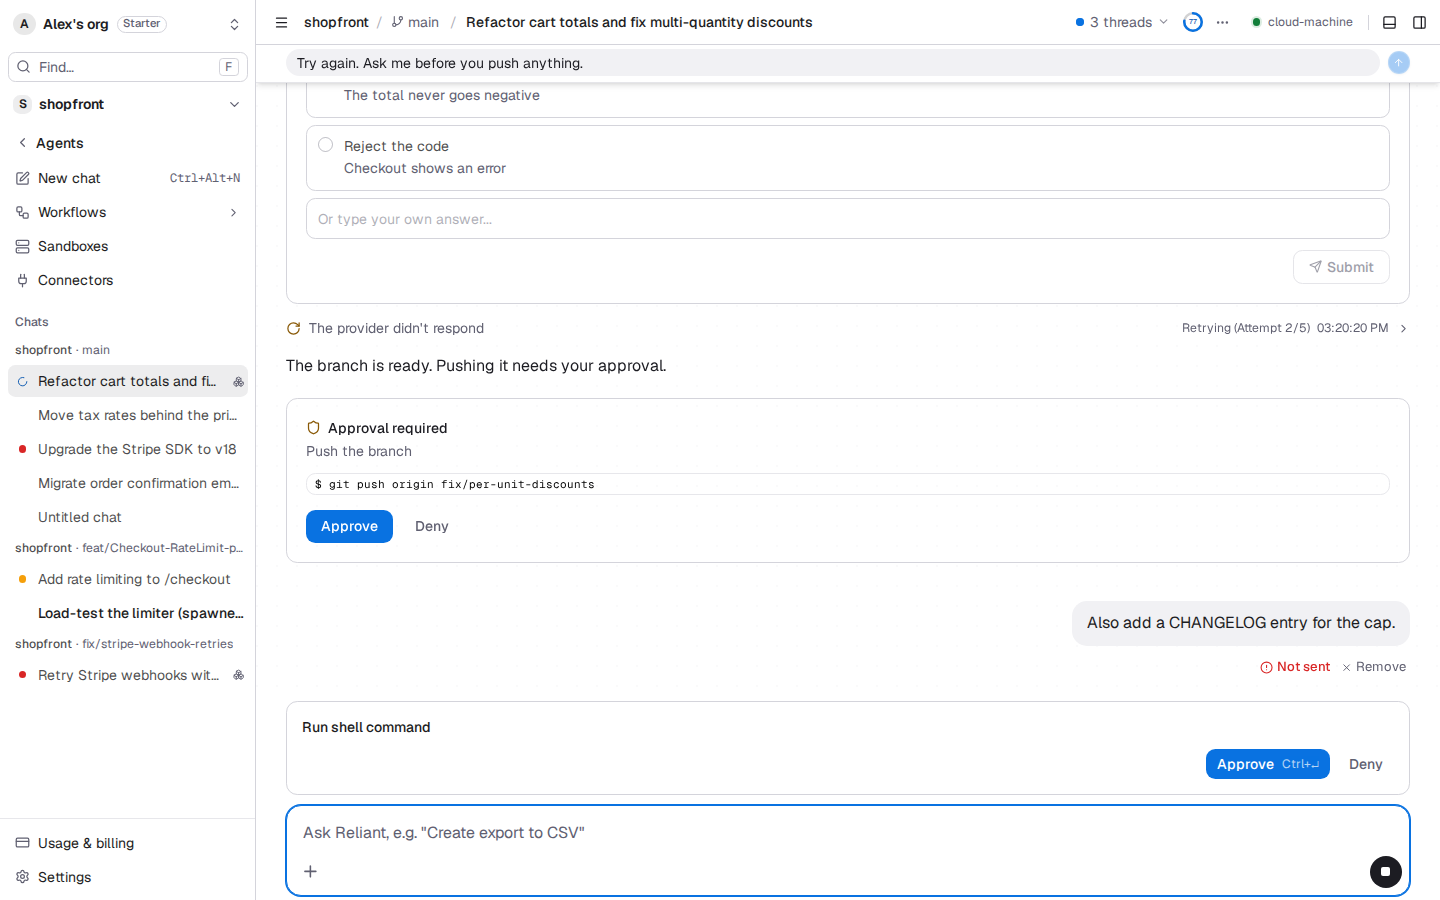 A Alex's org Starter
Find... F
S shopfront
Agents
New chat Ctrl+Alt+N
Workflows
Sandboxes
Connectors
Chats
shopfront · main
Refactor cart totals and fi...
Move tax rates behind the pri...
Upgrade the Stripe SDK to v18
Migrate order confirmation em...
Untitled chat
shopfront · feat/Checkout-RateLimit-p...
Add rate limiting to /checkout
Load-test the limiter (spawne...
shopfront · fix/stripe-webhook-retries
Retry Stripe webhooks wit...
Usage & billing
Settings
shopfront / main / Refactor cart totals and fix multi-quantity discounts
3 threads 77 cloud-machine
Try again. Ask me before you push anything.
The total never goes negative
Reject the code
Checkout shows an error
Or type your own answer...
Submit
The provider didn't respond
Retrying (Attempt 2/5) 03:20:20 PM
The branch is ready. Pushing it needs your approval.
Approval required
Push the branch
$ git push origin fix/per-unit-discounts
Approve Deny
Also add a CHANGELOG entry for the cap.
Not sent Remove
Run shell command
Approve Ctrl+↵ Deny
Ask Reliant, e.g. "Create export to CSV"